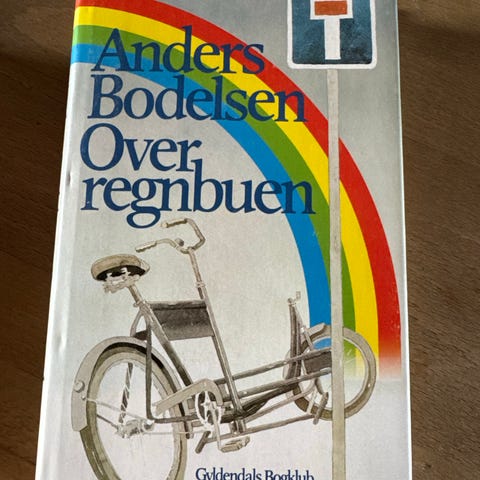 Anders
Bodelsen
Over
regnbuen
Gyldendals Bogklub